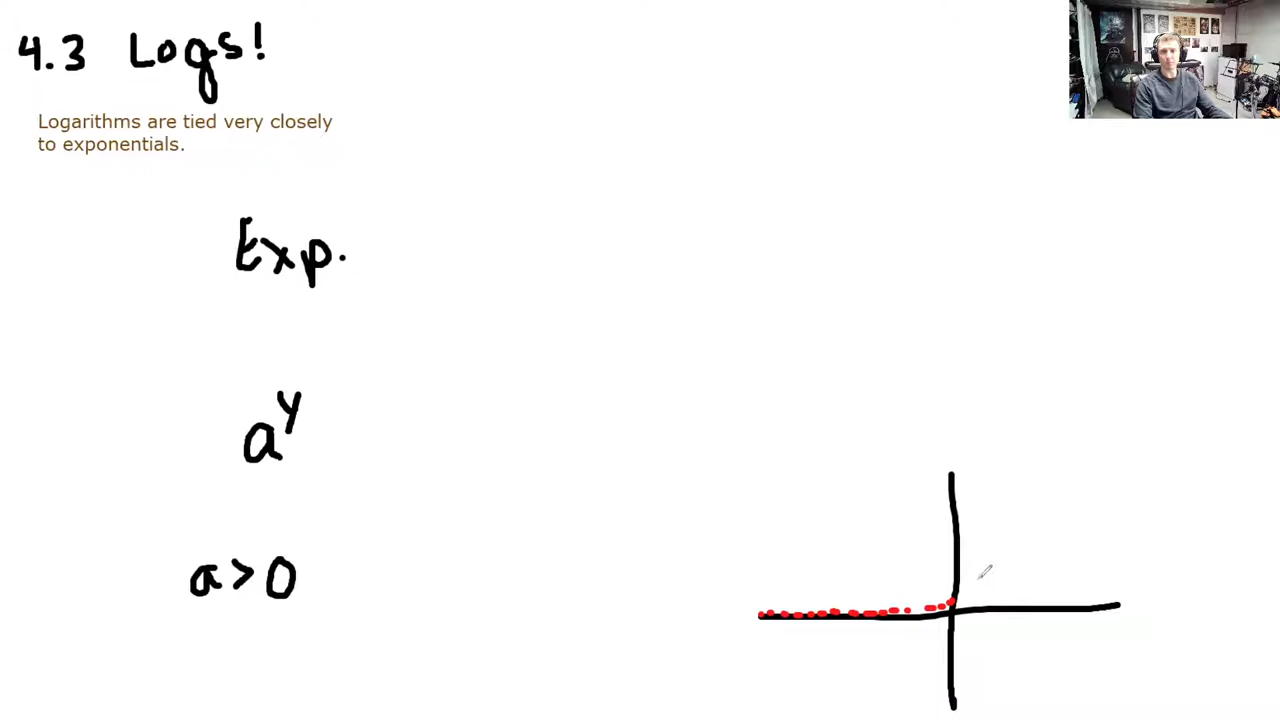 4.3 Logs!
Logarithms are tied very closely
to exponentials.
Exp.
a^y
a > 0